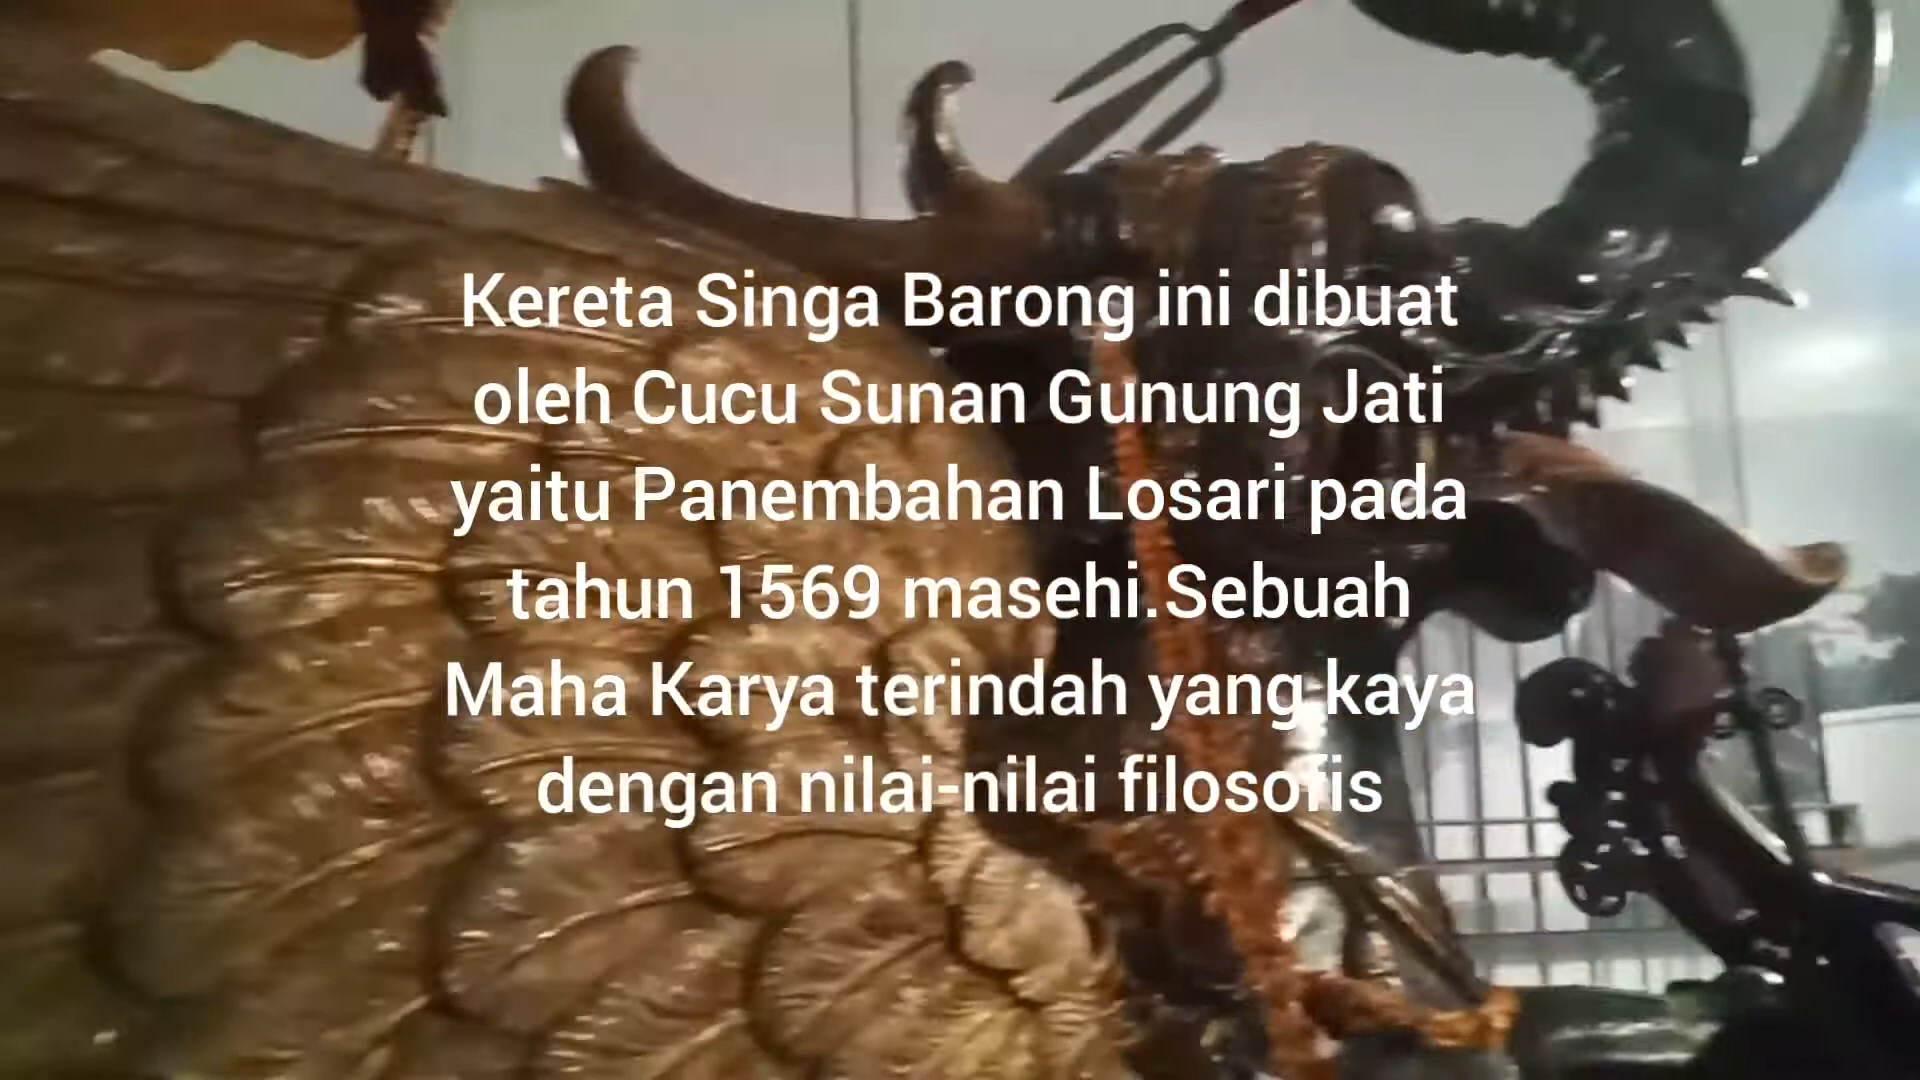 Kereta Singa Barong ini dibuat
oleh Cucu Sunan Gunung Jati
yaitu Panembahan Losari pada
tahun 1569 masehi.Sebuah
Maha Karya terindah yang kaya
dengan nilai-nilai filosofis